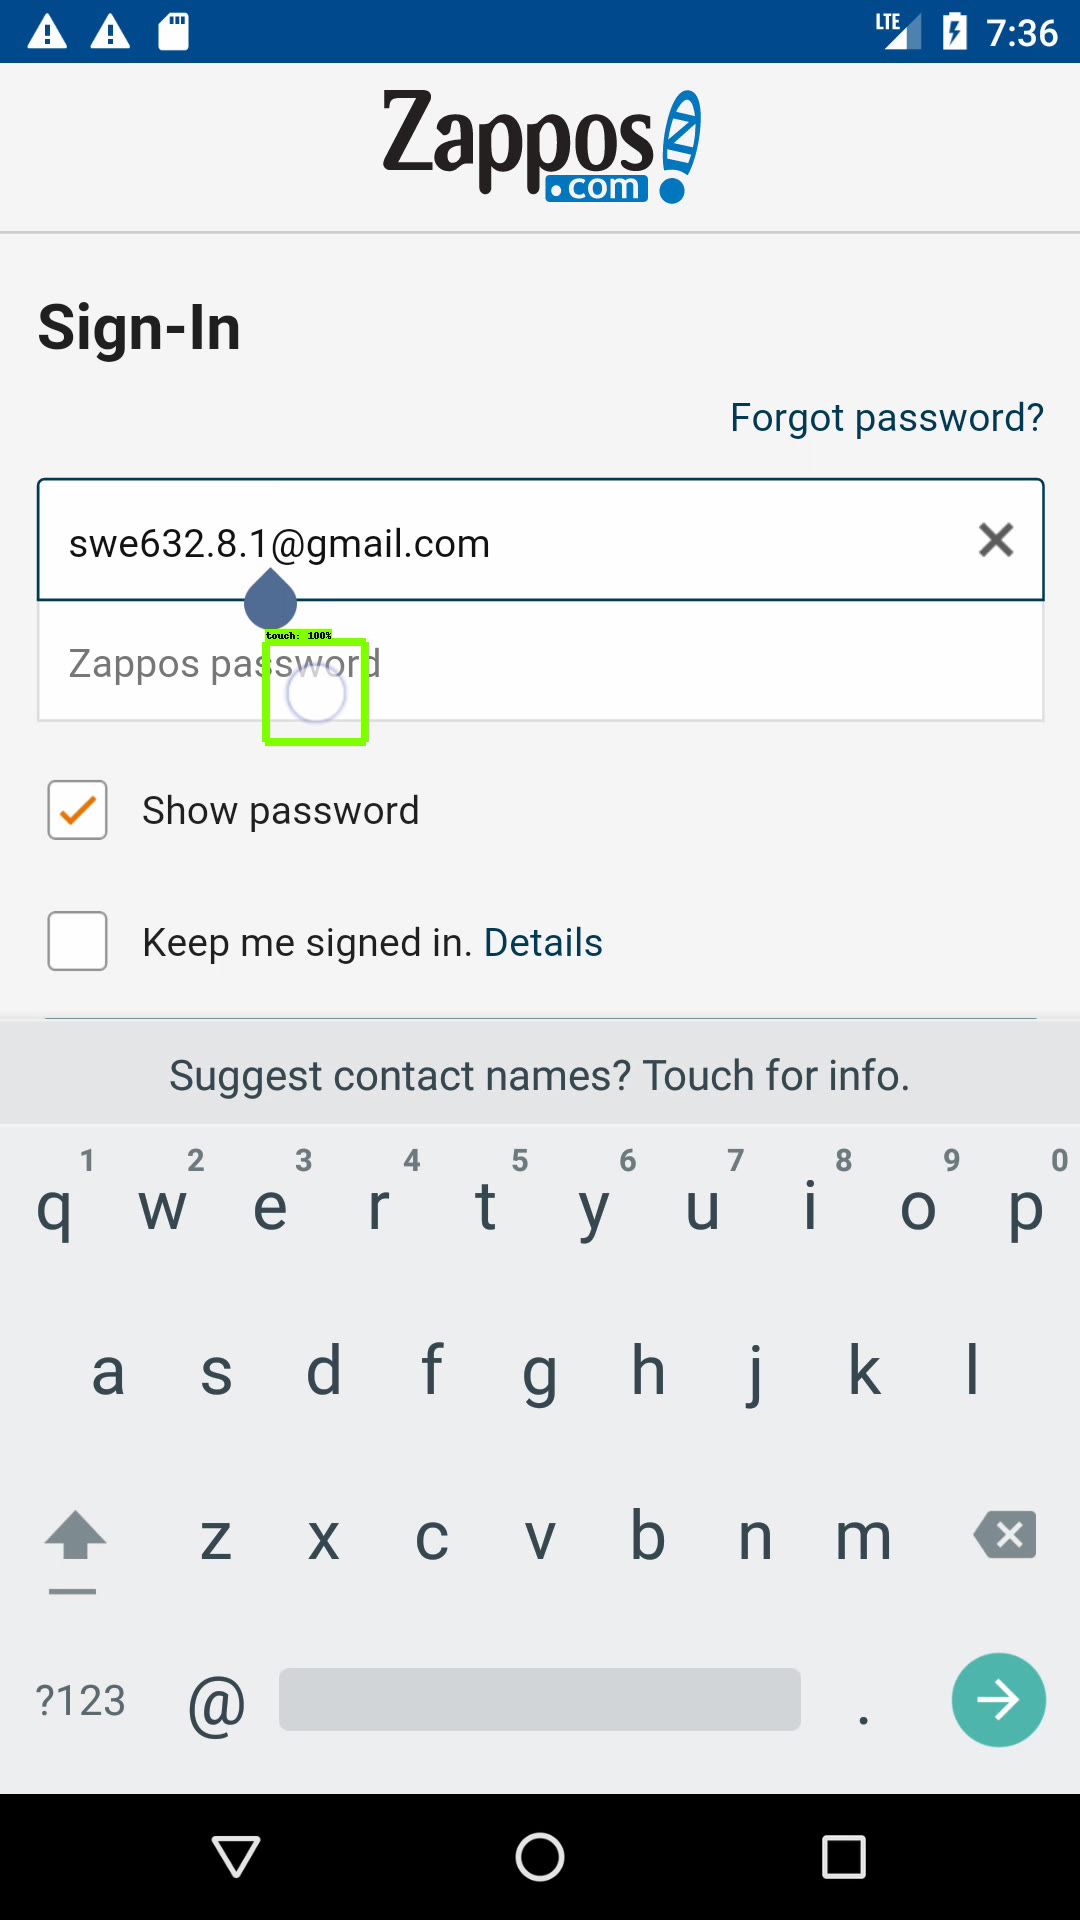 LTE 7:36
Zappos
.com
Sign-In
Forgot password?
swe632.8.1@gmail.com
touch: 100%
Zappos password
Show password
Keep me signed in. Details
Suggest contact names? Touch for info.
1 2 3 4 5 6 7 8 9 0
q w e r t y u i o p
a s d f g h j k l
z x c v b n m
?123 @ .